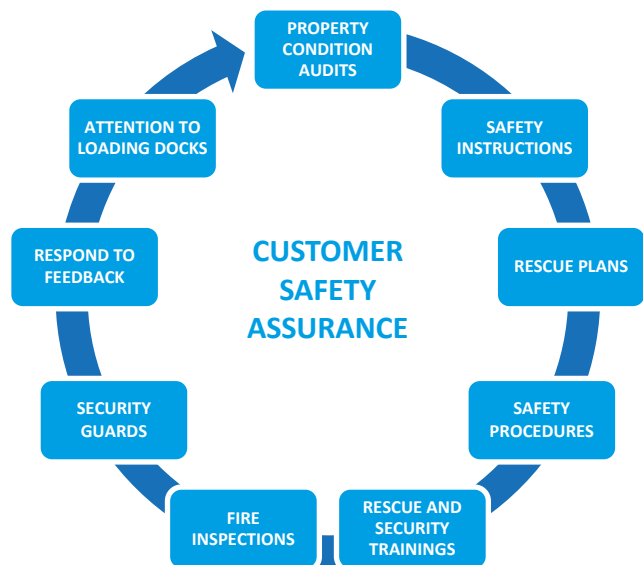 PROPERTY
CONDITION
AUDITS
SAFETY
INSTRUCTIONS
RESCUE PLANS
SAFETY
PROCEDURES
RESCUE AND
SECURITY
TRAININGS
FIRE
INSPECTIONS
SECURITY
GUARDS
RESPOND TO
FEEDBACK
ATTENTION TO
LOADING DOCKS
CUSTOMER
SAFETY
ASSURANCE